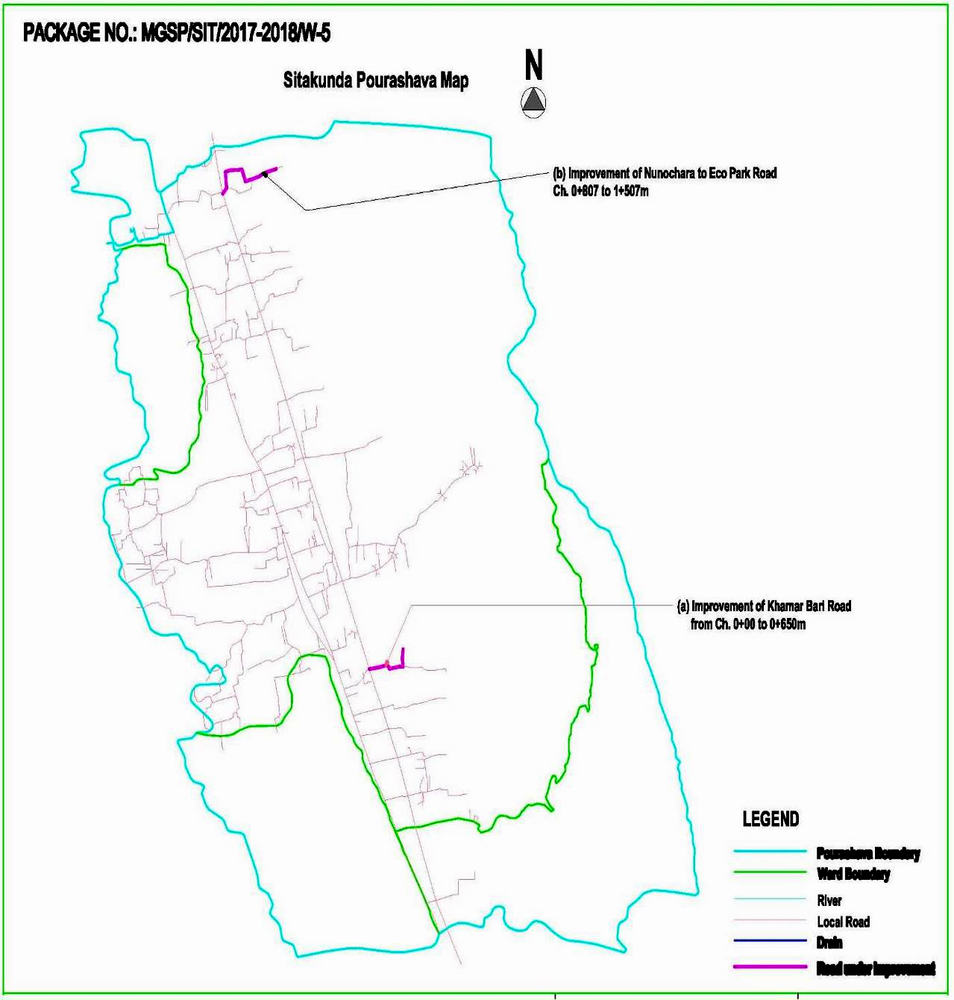 PACKAGE NO.: MGSP/SIT/2017-2018/W-5
Sitakunda Pourashava Map
N
(b) Improvement of Nunochara to Eco Park Road
Ch. 0+807 to 1+507m
(a) Improvement of Khamar Bari Road
from Ch. 0+00 to 0+650m
LEGEND
Pourashava Boundary
Ward Boundary
River
Local Road
Drain
Road under improvement